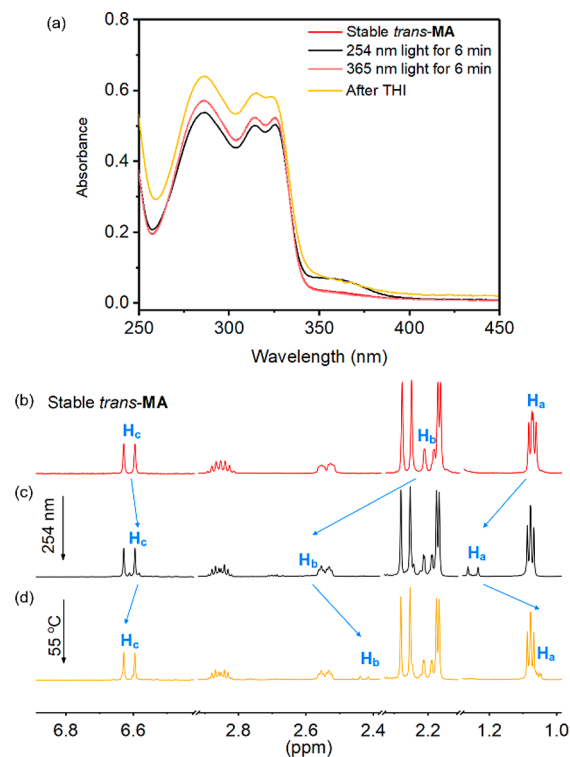 (a)
Stable trans-MA
254 nm light for 6 min
365 nm light for 6 min
After THI
0.8
0.6
0.4
0.2
0.0
Absorbance
250 300 350 400 450
Wavelength (nm)
(b) Stable trans-MA
Hc Hb Ha
(c)
254 nm
Hc Hb Ha
(d)
55 °C
Hc Hb Ha
6.8 6.6 2.8 2.6 2.4 2.2 1.2 1.0
(ppm)